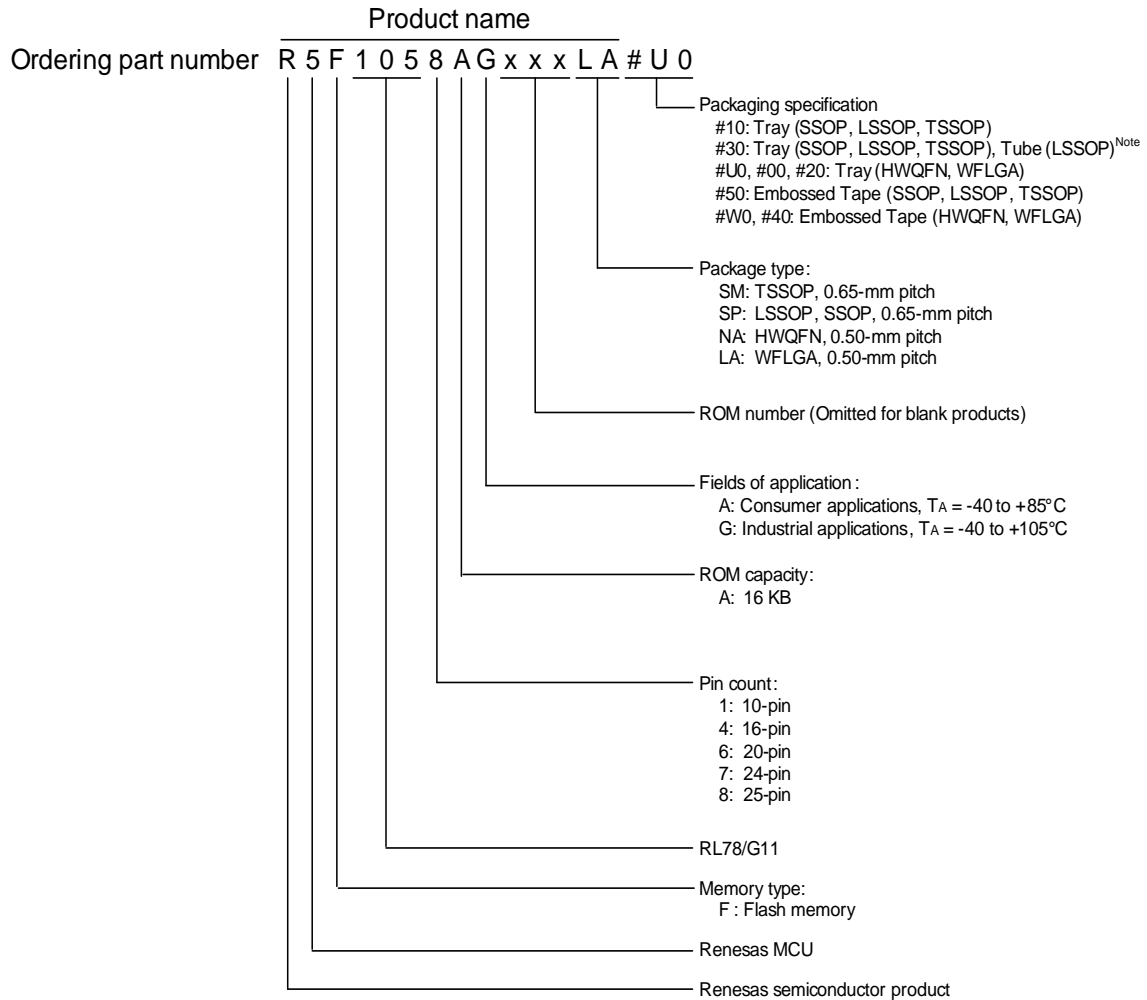 Product name
Ordering part number R 5 F 1 0 5 8 A G x x x L A # U 0
Packaging specification
#10: Tray (SSOP, LSSOP, TSSOP)
#30: Tray (SSOP, LSSOP, TSSOP), Tube (LSSOP)Note
#U0, #00, #20: Tray (HWQFN, WFLGA)
#50: Embossed Tape (SSOP, LSSOP, TSSOP)
#W0, #40: Embossed Tape (HWQFN, WFLGA)
Package type:
SM: TSSOP, 0.65-mm pitch
SP: LSSOP, SSOP, 0.65-mm pitch
NA: HWQFN, 0.50-mm pitch
LA: WFLGA, 0.50-mm pitch
ROM number (Omitted for blank products)
Fields of application :
A: Consumer applications, TA = -40 to +85°C
G: Industrial applications, TA = -40 to +105°C
ROM capacity:
A: 16 KB
Pin count:
1: 10-pin
4: 16-pin
6: 20-pin
7: 24-pin
8: 25-pin
RL78/G11
Memory type:
F : Flash memory
Renesas MCU
Renesas semiconductor product